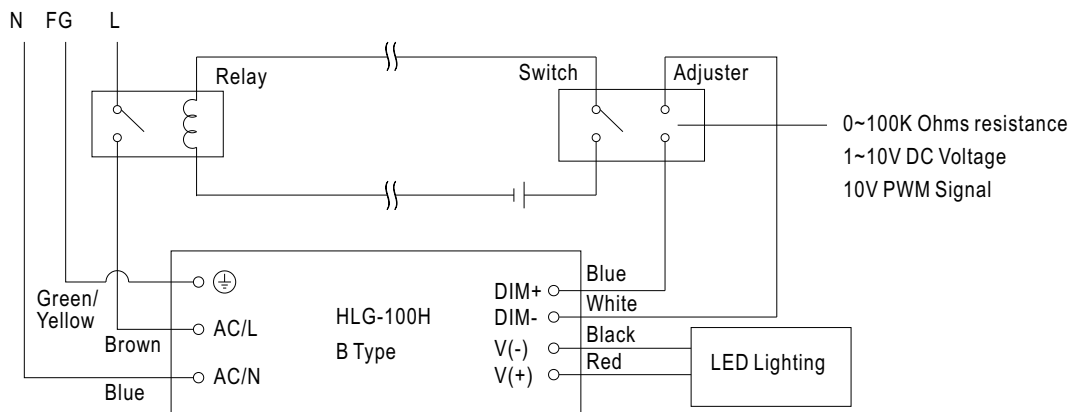 N FG L
Relay
Switch
Adjuster
0~100K Ohms resistance
1~10V DC Voltage
10V PWM Signal
Green/
Yellow
Brown
Blue
AC/L
AC/N
HLG-100H
B Type
DIM+
DIM-
V(-)
V(+)
Blue
White
Black
Red
LED Lighting